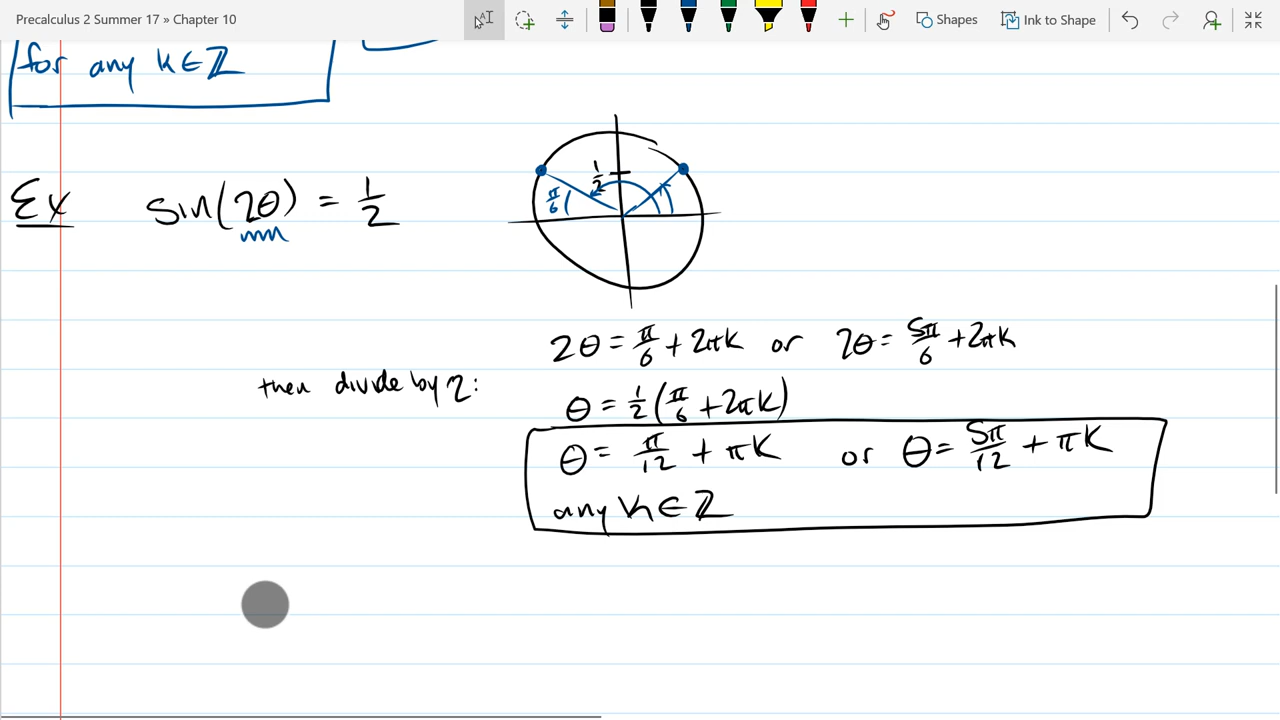 Precalculus 2 Summer 17 » Chapter 10
Shapes
Ink to Shape
for any k∈ℤ
Ex sin(2θ) = 1/2
1/2
π/6
2θ = π/6 + 2πk or 2θ = 5π/6 + 2πk
then divide by 2:
θ = 1/2 (π/6 + 2πk)
θ = π/12 + πk or θ = 5π/12 + πk
any k∈ℤ